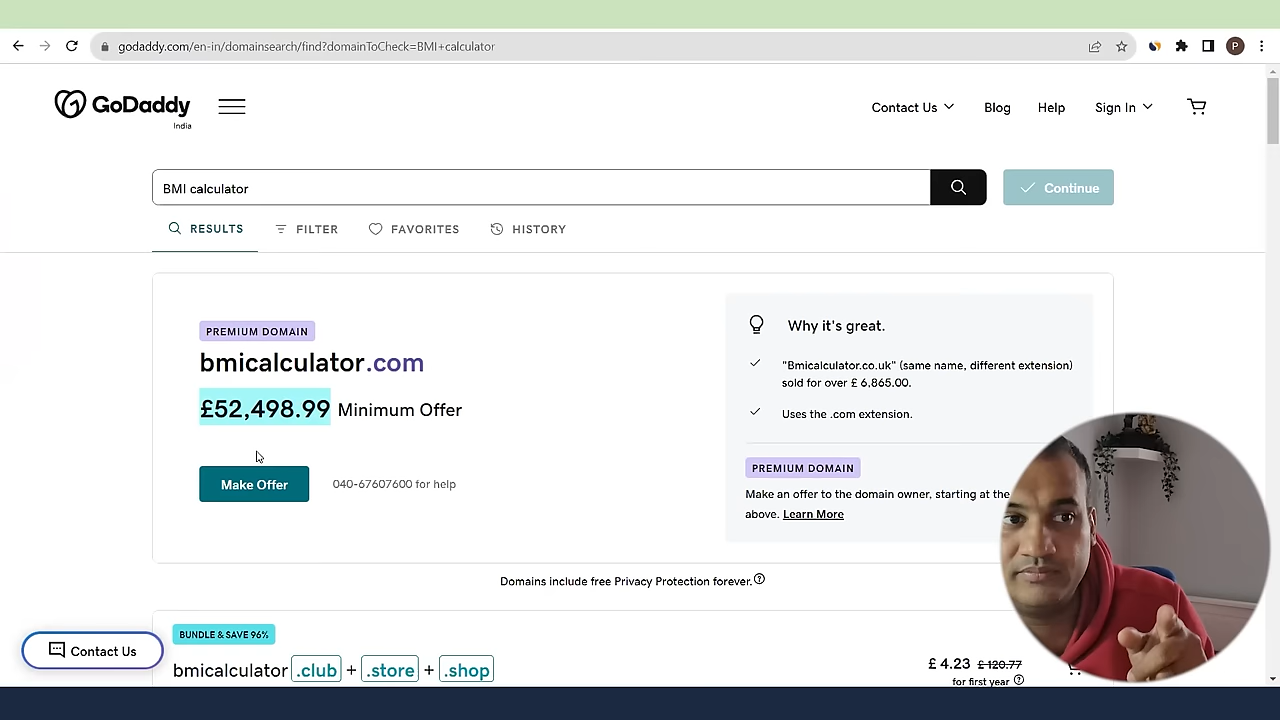 godaddy.com/en-in/domainsearch/find?domainToCheck=BMI+calculator
P
GoDaddy
India
Contact Us
Blog
Help
Sign In
BMI calculator
Continue
RESULTS
FILTER
FAVORITES
HISTORY
PREMIUM DOMAIN
bmicalculator.com
£52,498.99 Minimum Offer
Make Offer
040-67607600 for help
Why it's great.
"Bmicalculator.co.uk" (same name, different extension)
sold for over £ 6,865.00.
Uses the .com extension.
PREMIUM DOMAIN
Make an offer to the domain owner, starting at the
above. Learn More
Domains include free Privacy Protection forever.
BUNDLE & SAVE 96%
bmicalculator .club + .store + .shop
£ 4.23 £ 120.77
for first year
Contact Us